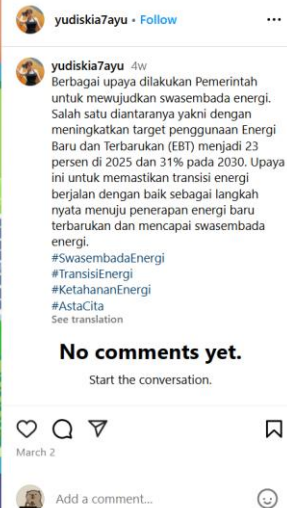 yudiskia7ayu • Follow
yudiskia7ayu 4w
Berbagai upaya dilakukan Pemerintah
untuk mewujudkan swasembada energi.
Salah satu diantaranya yakni dengan
meningkatkan target penggunaan Energi
Baru dan Terbarukan (EBT) menjadi 23
persen di 2025 dan 31% pada 2030. Upaya
ini untuk memastikan transisi energi
berjalan dengan baik sebagai langkah
nyata menuju penerapan energi baru
terbarukan dan mencapai swasembada
energi.
#SwasembadaEnergi
#TransisiEnergi
#KetahananEnergi
#AstaCita
See translation
No comments yet.
Start the conversation.
March 2
Add a comment...